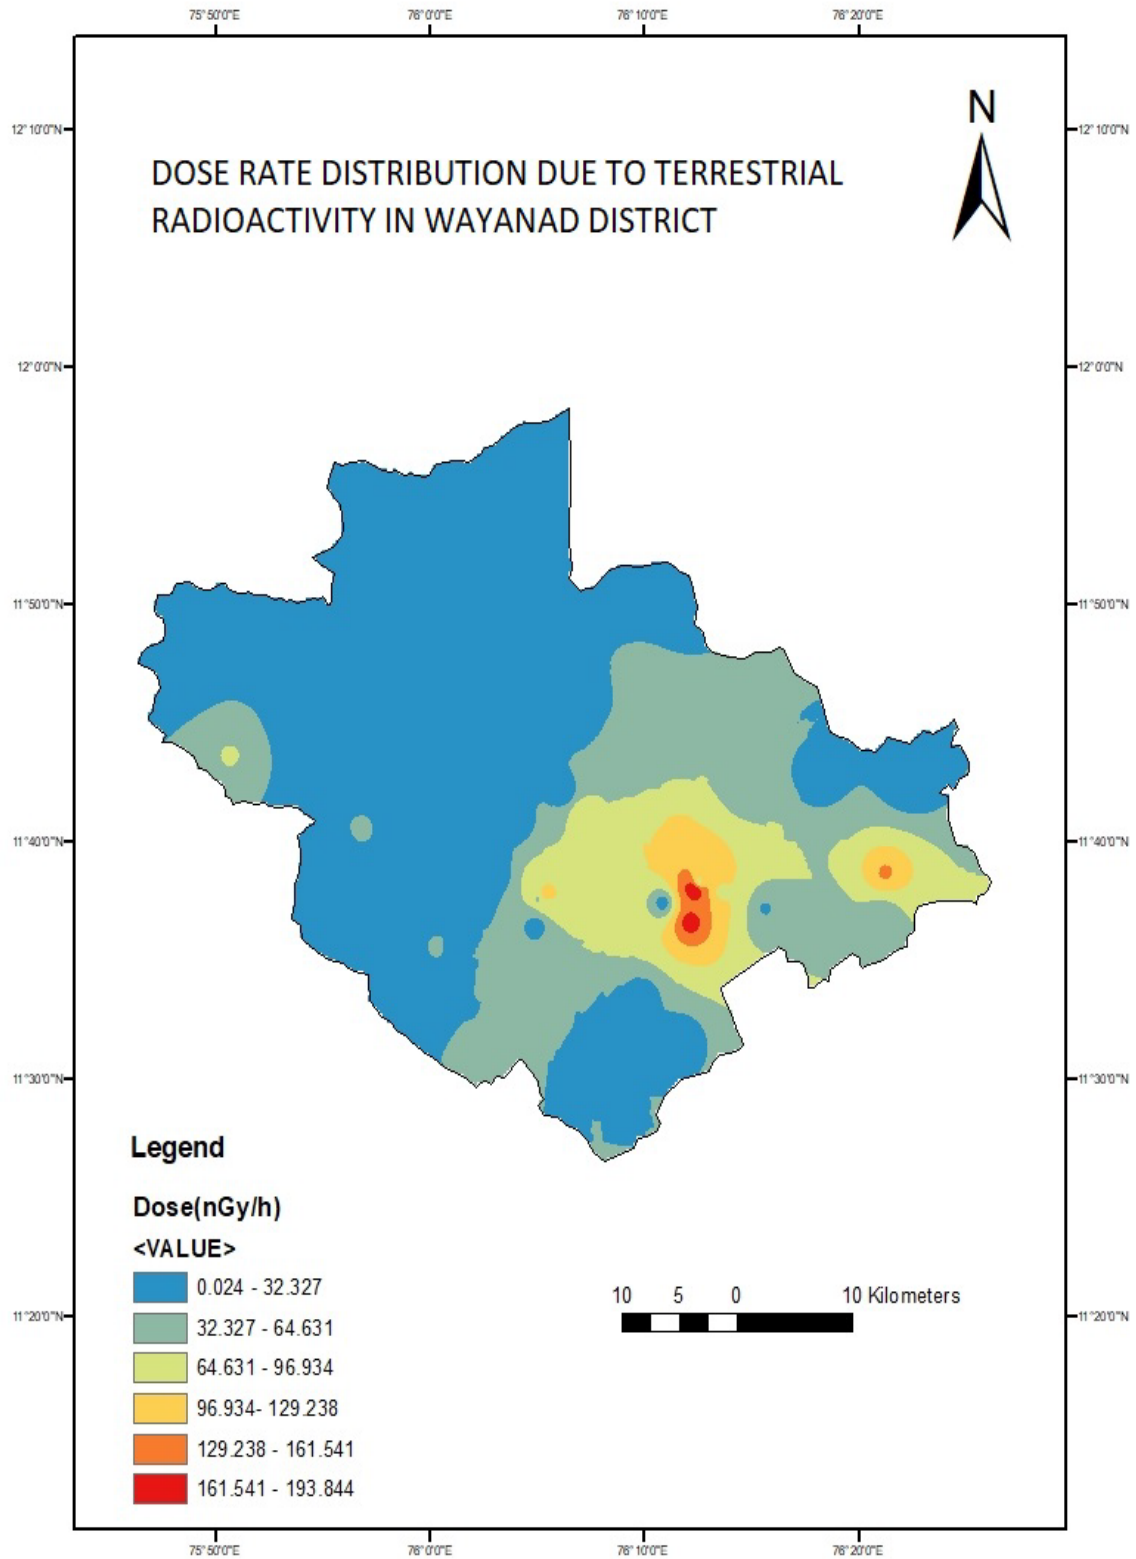 75°50'0"E 76°0'0"E 76°10'0"E 76°20'0"E
N
12°10'0"N 12°10'0"N
DOSE RATE DISTRIBUTION DUE TO TERRESTRIAL
RADIOACTIVITY IN WAYANAD DISTRICT
12°0'0"N 12°0'0"N
11°50'0"N 11°50'0"N
11°40'0"N 11°40'0"N
11°30'0"N 11°30'0"N
Legend
Dose(nGy/h)
<VALUE>
0.024 - 32.327
10 5 0 10 Kilometers
11°20'0"N 11°20'0"N
32.327 - 64.631
64.631 - 96.934
96.934- 129.238
129.238 - 161.541
161.541 - 193.844
75°50'0"E 76°0'0"E 76°10'0"E 76°20'0"E